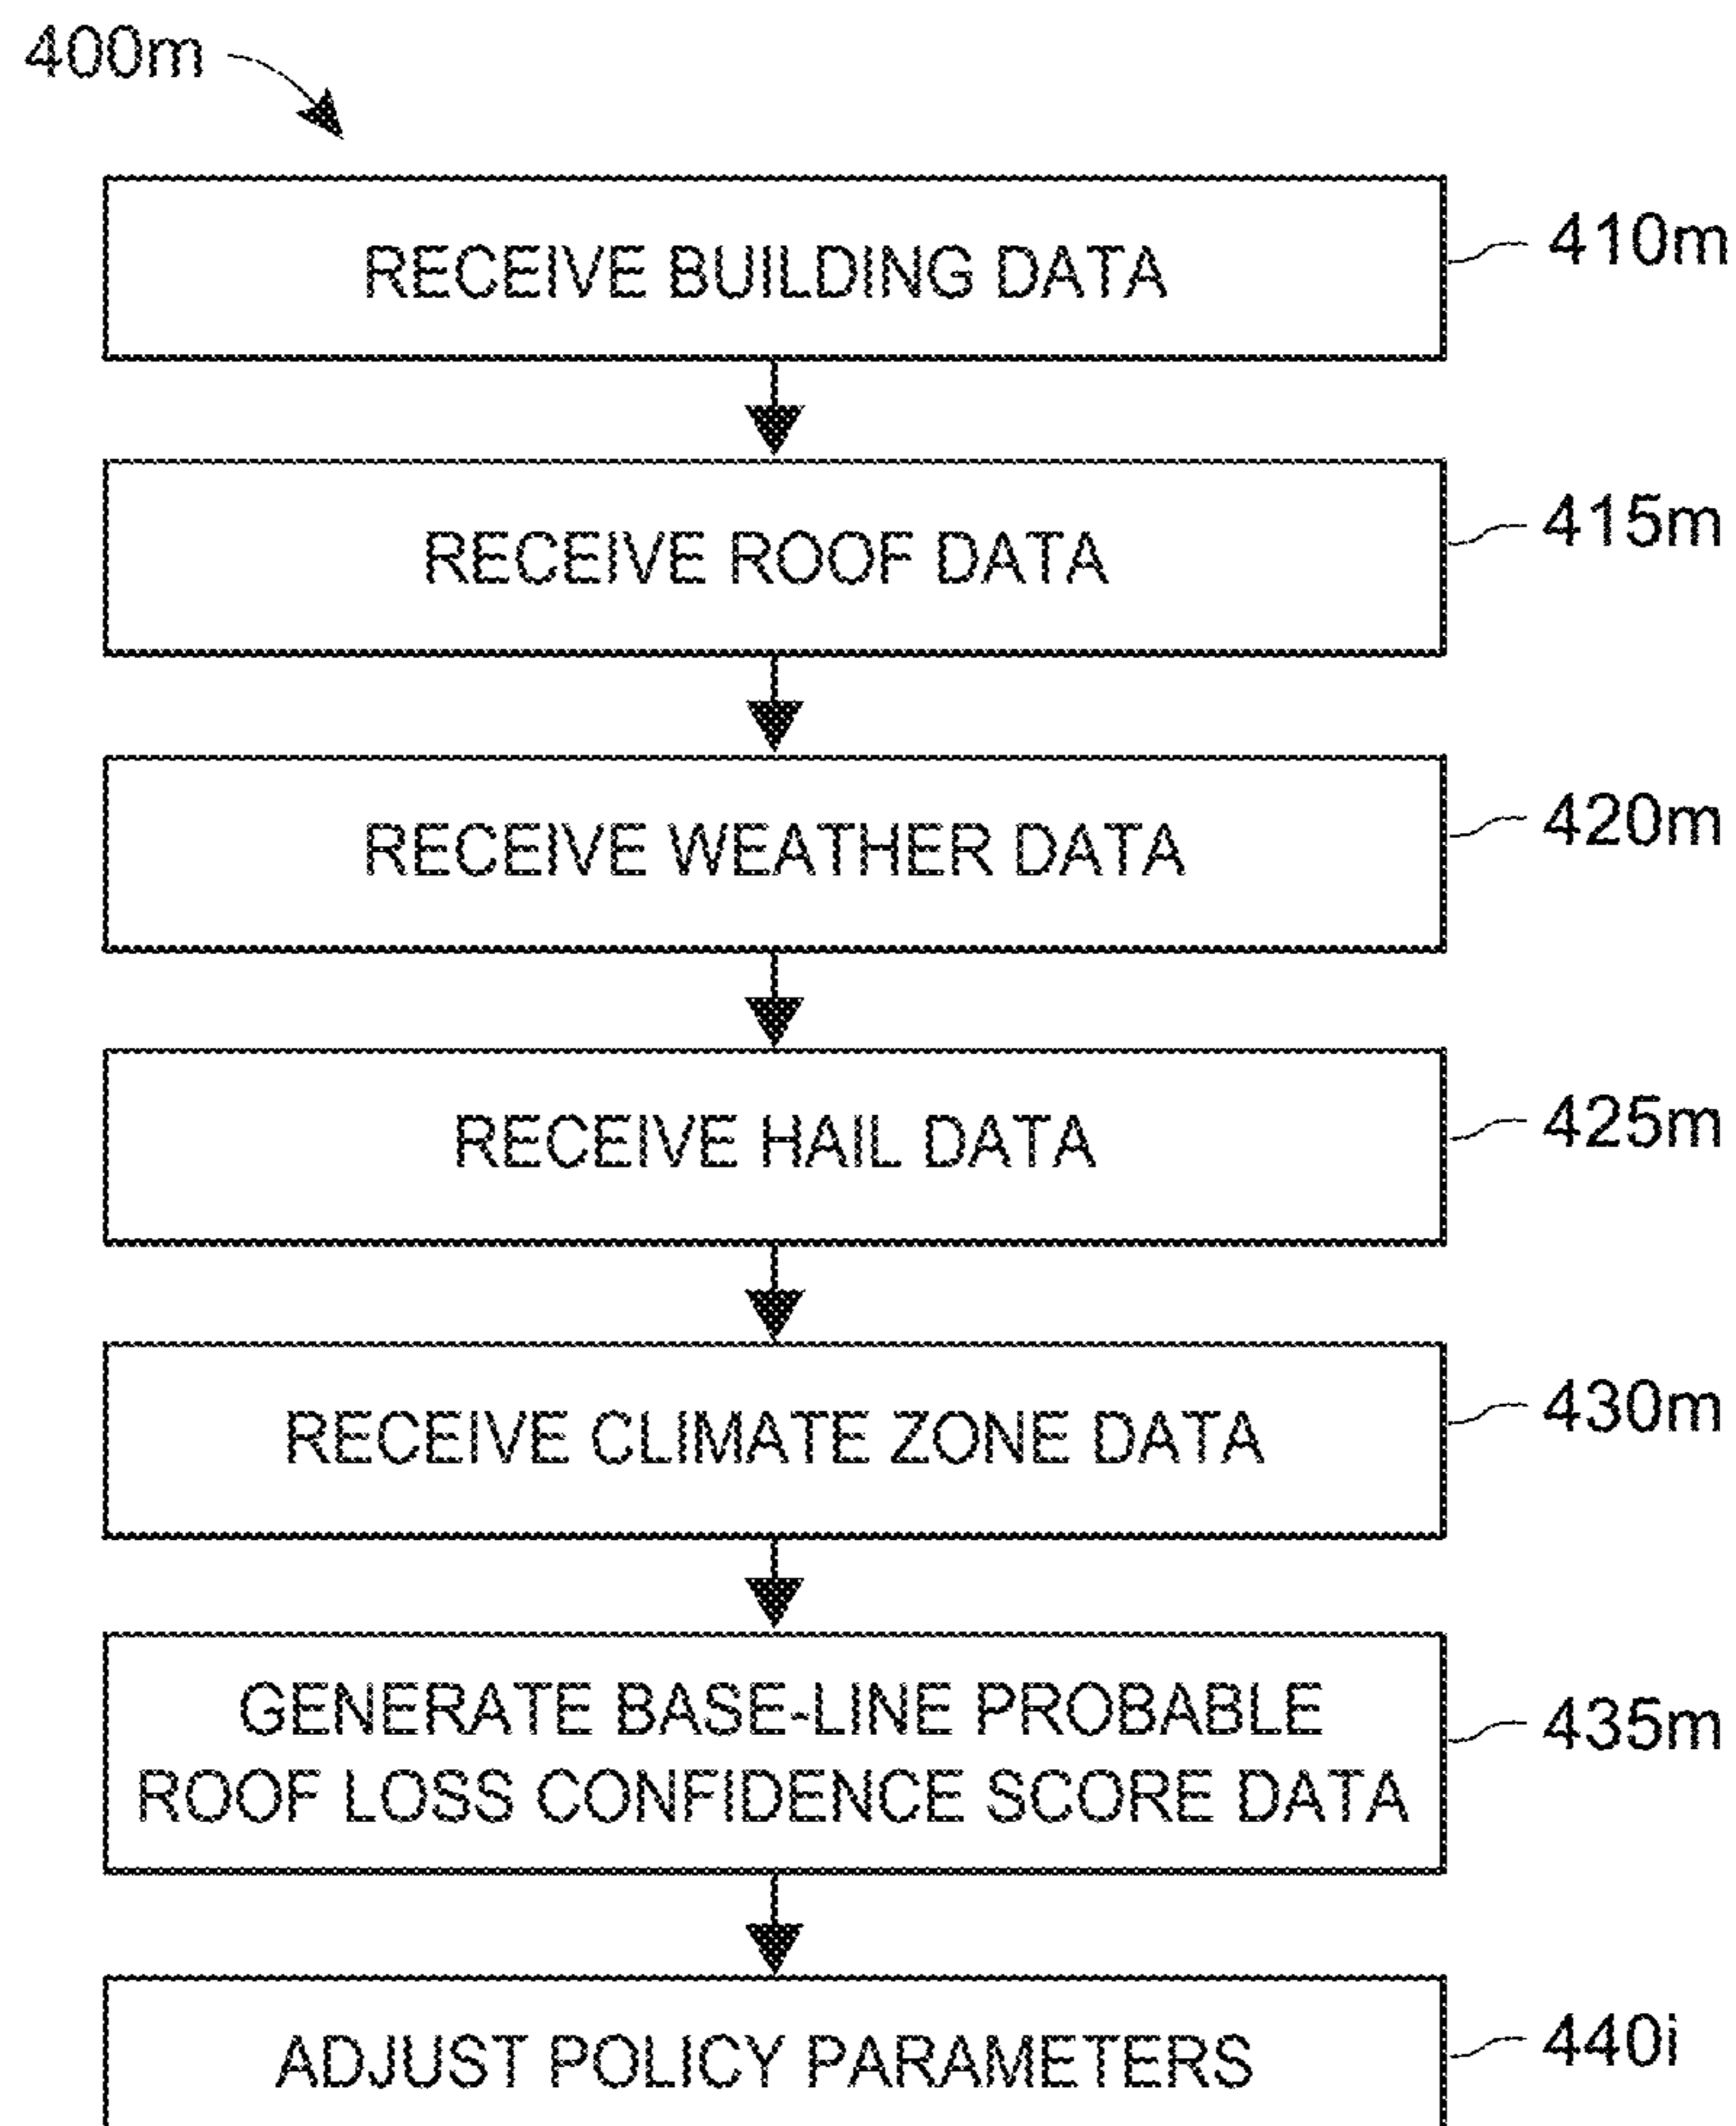 400m
RECEIVE BUILDING DATA
410m
RECEIVE ROOF DATA
415m
RECEIVE WEATHER DATA
420m
RECEIVE HAIL DATA
425m
RECEIVE CLIMATE ZONE DATA
430m
GENERATE BASE-LINE PROBABLE
ROOF LOSS CONFIDENCE SCORE DATA
435m
ADJUST POLICY PARAMETERS
440i